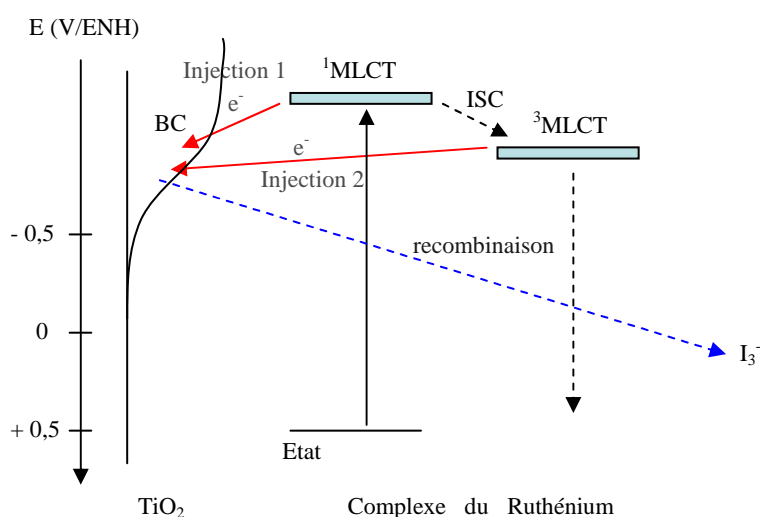 E (V/ENH)
Injection 1
¹MLCT
e⁻
ISC
BC
³MLCT
e⁻
Injection 2
- 0,5
recombinaison
0
I₃⁻
+ 0,5
Etat
TiO₂ Complexe du Ruthénium